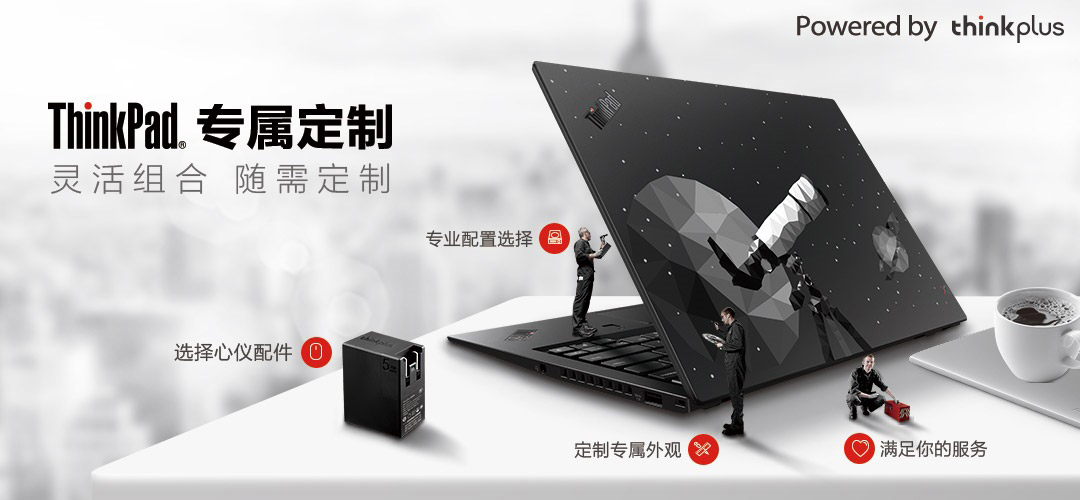 Powered by thinkplus
ThinkPad® 专属定制
灵活组合 随需定制
ThinkPad
专业配置选择
选择心仪配件
thinkplus
定制专属外观
满足你的服务